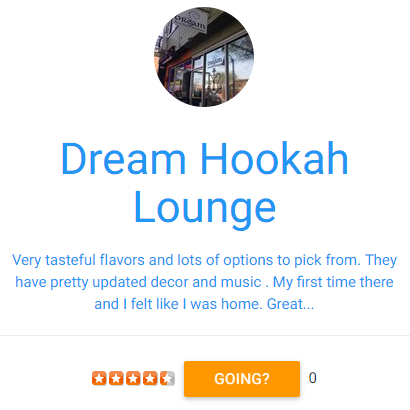 Dream
Dream Hookah
Lounge
Very tasteful flavors and lots of options to pick from. They
have pretty updated decor and music . My first time there
and I felt like I was home. Great...
GOING?
0